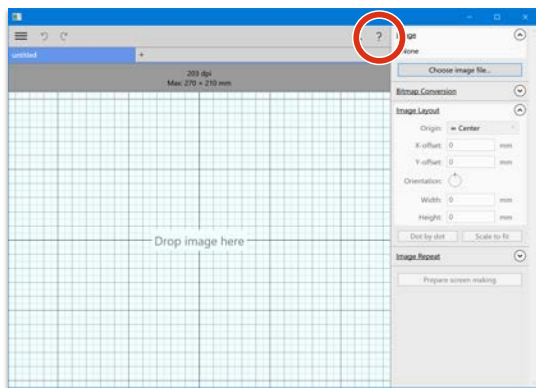 ?
None
untitled
+
Choose image file...
203 dpi
Max: 270 × 210 mm
Bitmap Conversion
Image Layout
Origin: Center
X-offset: 0 mm
Y-offset: 0 mm
Orientation:
Width: 0 mm
Height: 0 mm
Drop image here
Dot by dot Scale to fit
Image Repeat
Prepare screen making